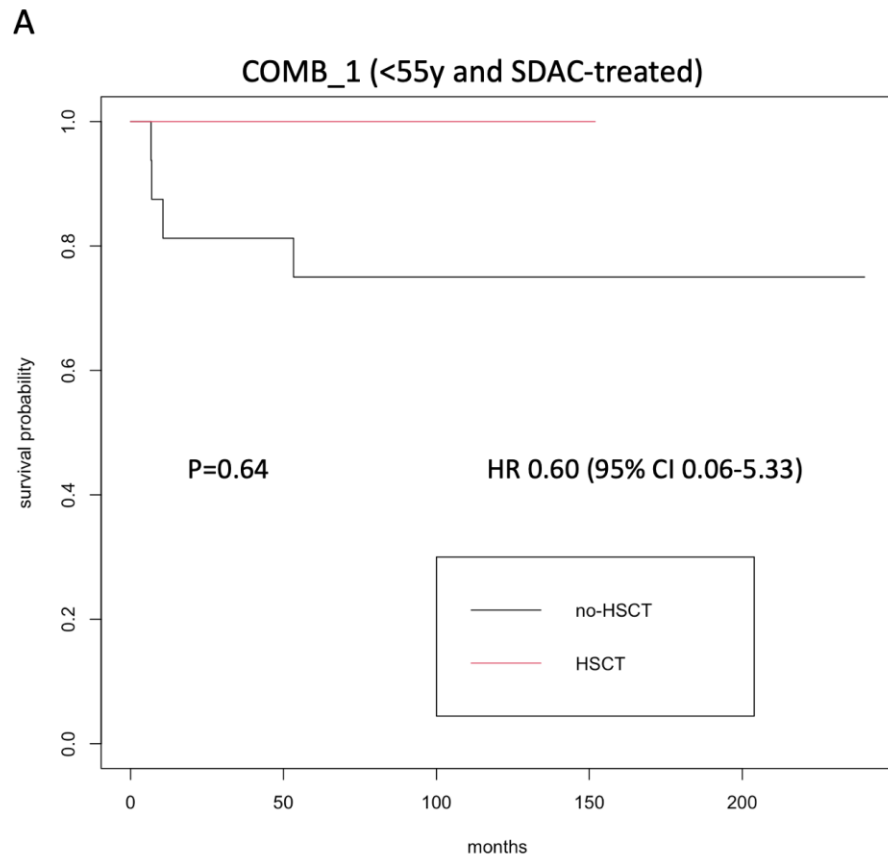 A
COMB_1 (<55y and SDAC-treated)
1.0
0.8
0.6
0.4
0.2
0.0
survival probability
P=0.64
HR 0.60 (95% CI 0.06-5.33)
no-HSCT
HSCT
0
50
100
150
200
months